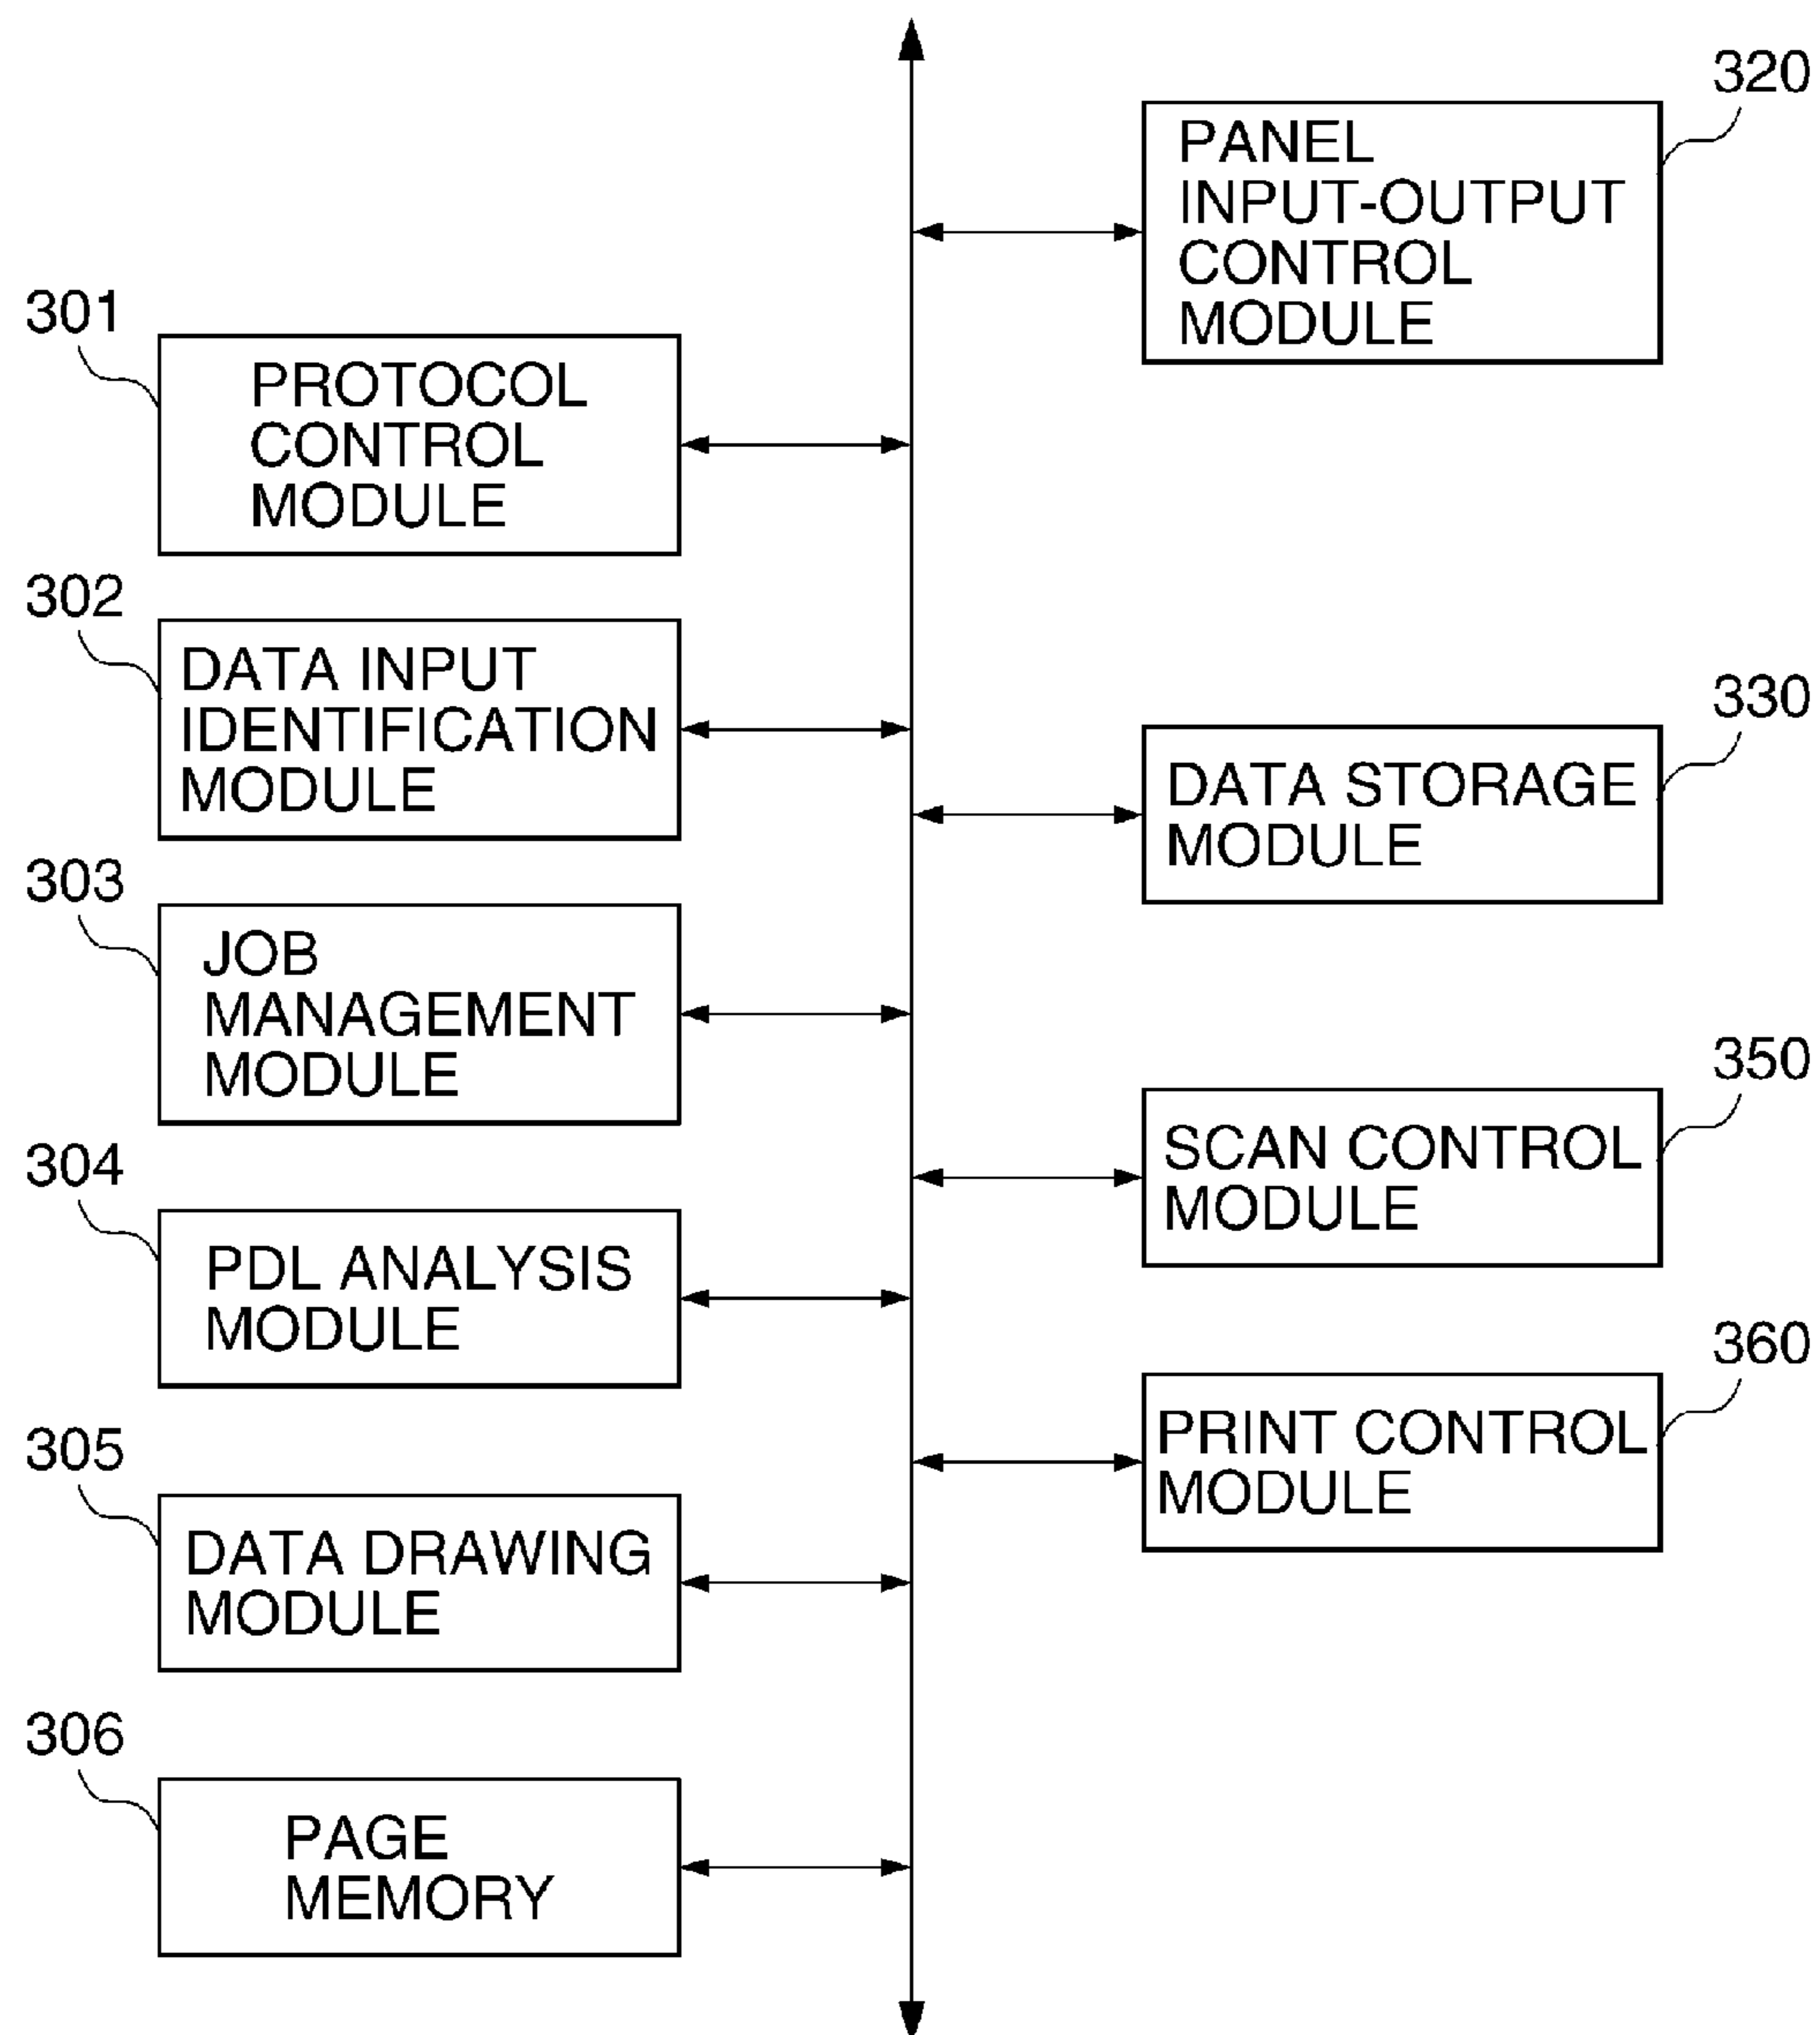 320
PANEL
INPUT-OUTPUT
CONTROL
MODULE
301
PROTOCOL
CONTROL
MODULE
302
DATA INPUT
IDENTIFICATION
MODULE
330
DATA STORAGE
MODULE
303
JOB
MANAGEMENT
MODULE
350
SCAN CONTROL
MODULE
304
PDL ANALYSIS
MODULE
360
PRINT CONTROL
MODULE
305
DATA DRAWING
MODULE
306
PAGE
MEMORY